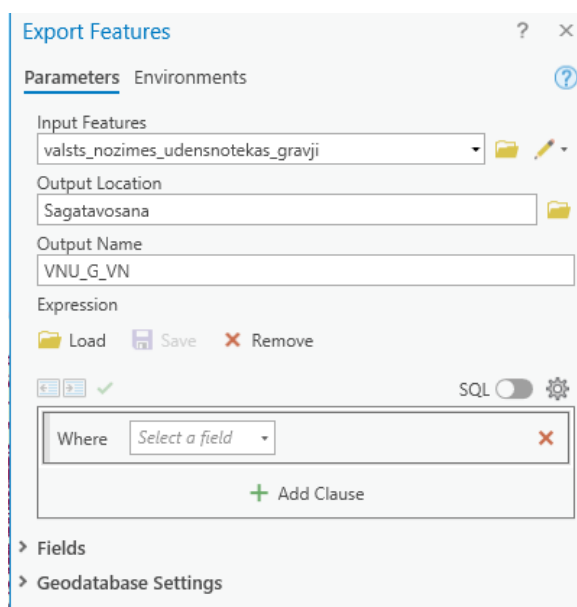 Export Features ? ×
Parameters Environments ?
Input Features
valsts_nozimes_udensnotekas_gravji
Output Location
Sagatavosana
Output Name
VNU_G_VN
Expression
Load Save Remove
SQL
Where Select a field
Add Clause
Fields
Geodatabase Settings